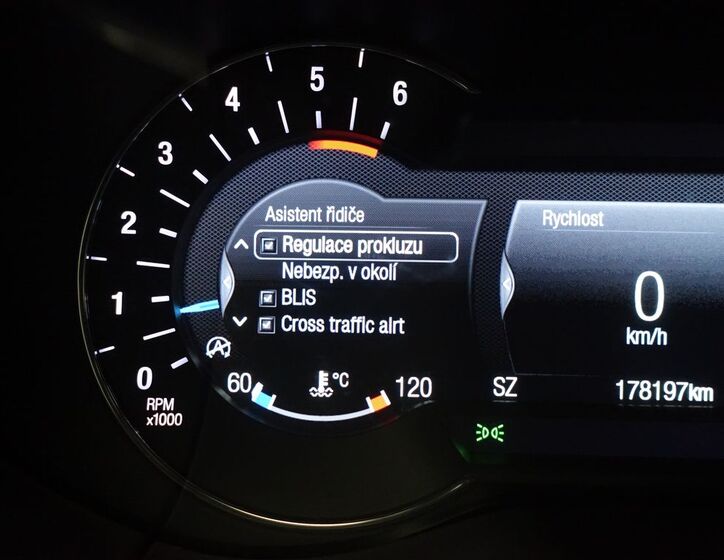 6
5
4
3
2
1
0
RPM
x1000
Asistent řidiče
Regulace prokluzu
Nebezp. v okolí
BLIS
Cross traffic alrt
60 °C 120
Rychlost
0
km/h
SZ 178197km